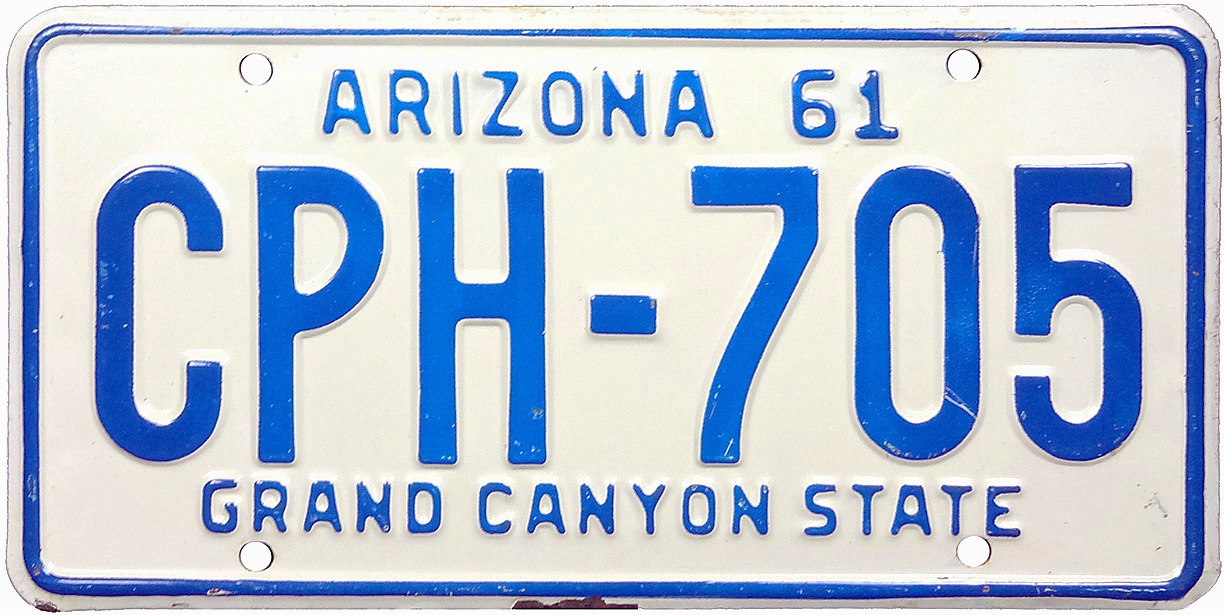 ARIZONA 61
CPH-705
GRAND CANYON STATE